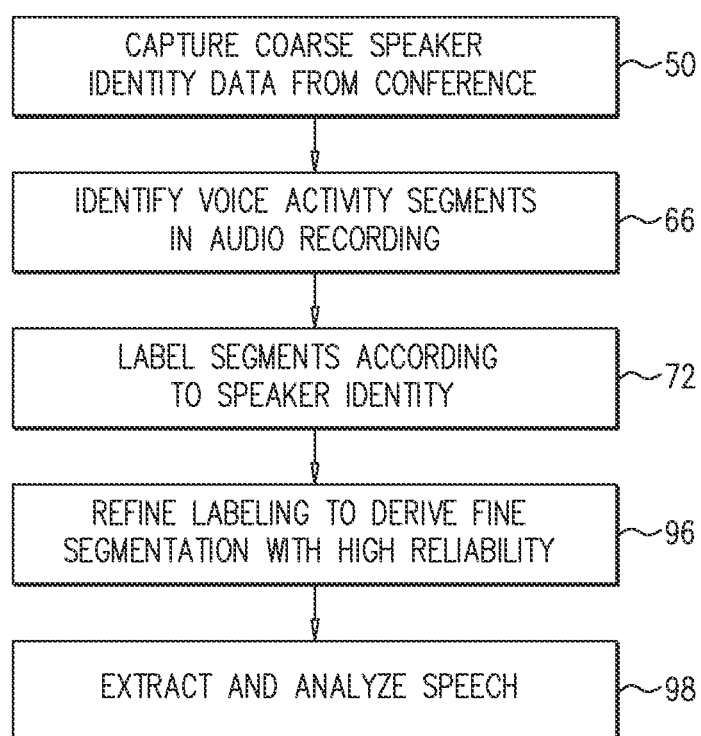 CAPTURE COARSE SPEAKER
IDENTITY DATA FROM CONFERENCE
50
IDENTIFY VOICE ACTIVITY SEGMENTS
IN AUDIO RECORDING
66
LABEL SEGMENTS ACCORDING
TO SPEAKER IDENTITY
72
REFINE LABELING TO DERIVE FINE
SEGMENTATION WITH HIGH RELIABILITY
96
EXTRACT AND ANALYZE SPEECH
98